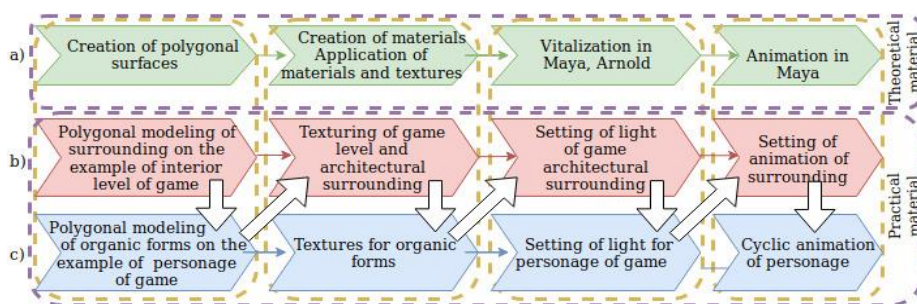 a)
Creation of polygonal
surfaces
Creation of materials
Application of
materials and textures
Vitalization in
Maya, Arnold
Animation in
Maya
Theoretical
material
b)
Polygonal modeling of
surrounding on the
example of interior
level of game
Texturing of game
level and
architectural
surrounding
Setting of light
of game
architectural
surrounding
Setting of
animation of
surrounding
Practical
material
c)
Polygonal modeling
of organic forms on the
example of personage
of game
Textures for organic
forms
Setting of light for
personage of game
Cyclic animation
of personage